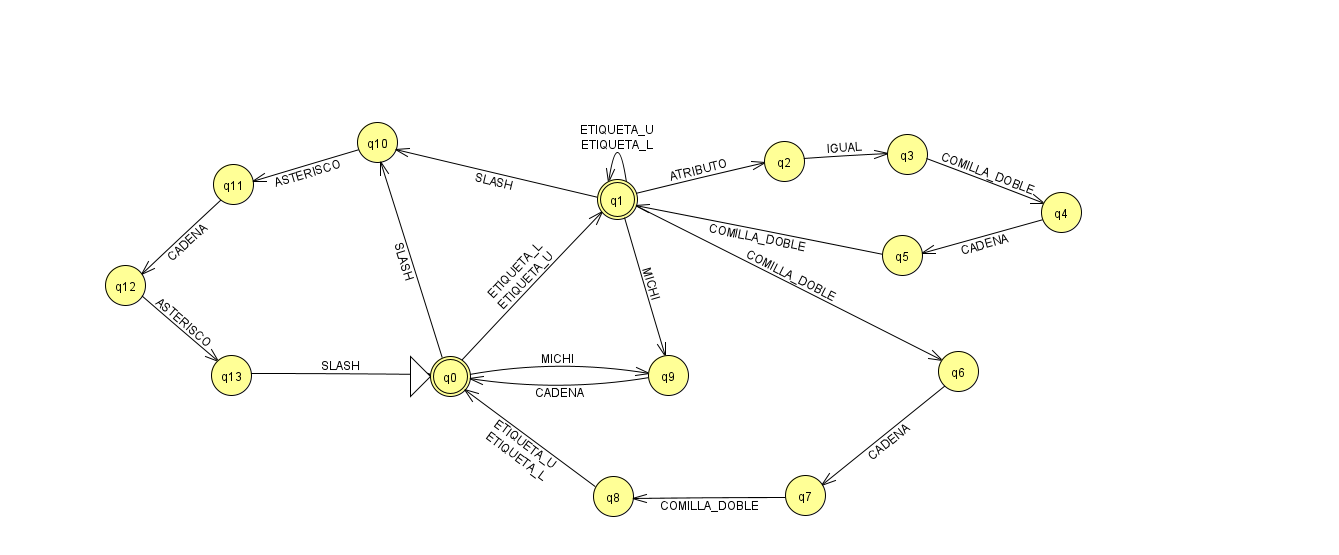 ETIQUETA_U
ETIQUETA_L
q10
ASTERISCO
q11
SLASH
q1
ATRIBUTO
q2
IGUAL
q3
COMILLA_DOBLE
q4
CADENA
q5
COMILLA_DOBLE
CADENA
q12
SLASH
ETIQUETA_L
ETIQUETA_U
MICHI
COMILLA_DOBLE
ASTERISCO
q13
SLASH
q0
MICHI
CADENA
q9
q6
ETIQUETA_U
ETIQUETA_L
CADENA
q8
COMILLA_DOBLE
q7